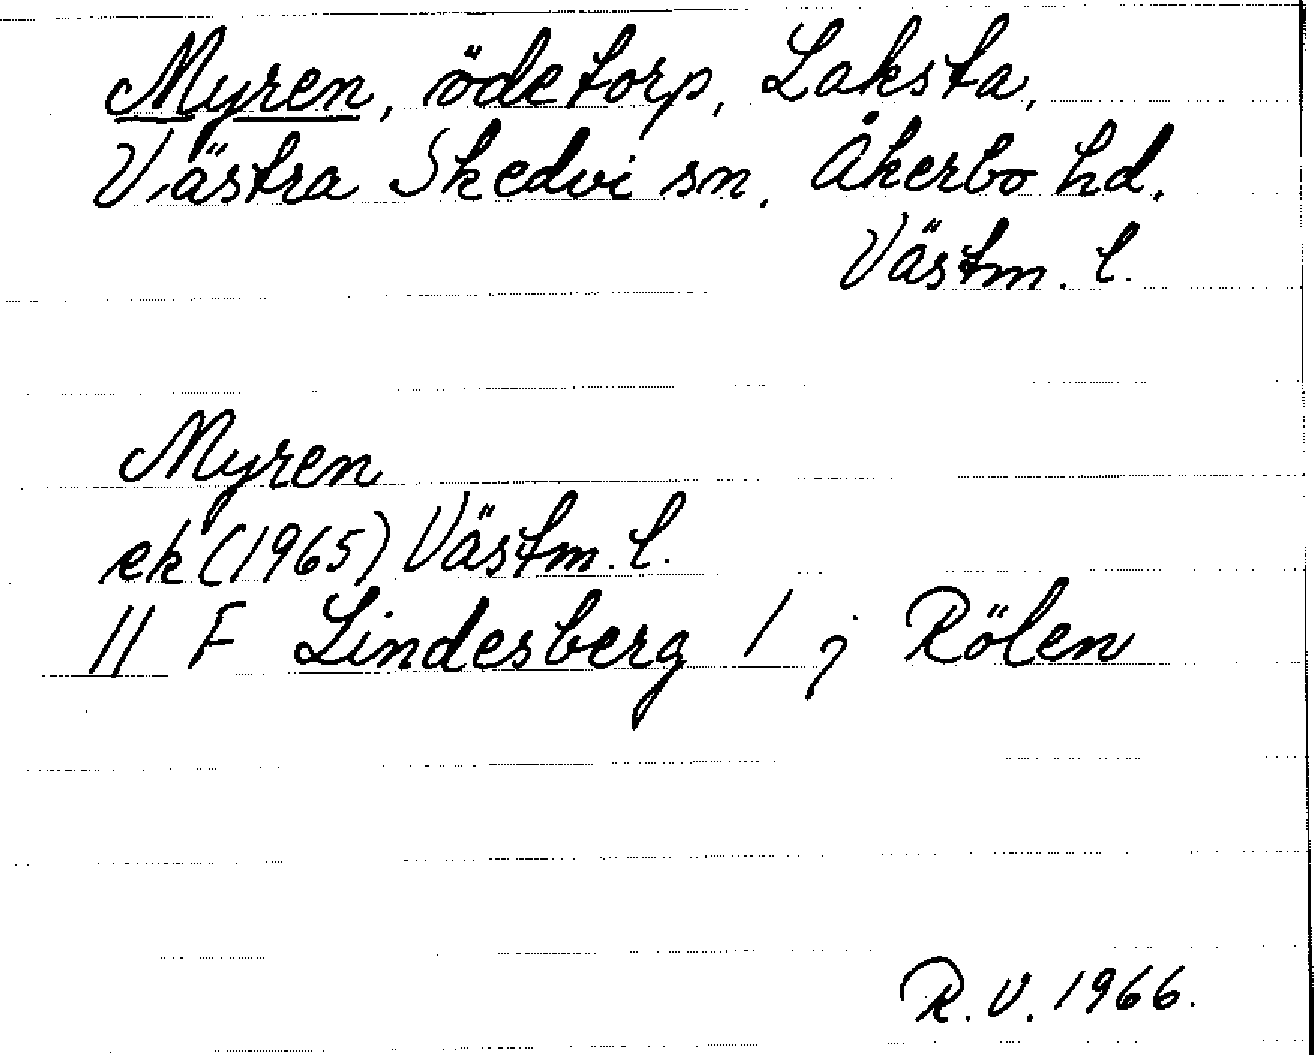 Myren, ödetorp, Laksta,
Västra Skedvi sn, Åkerbo hd.
Västm. l.
Myren
ek (1965) Västm. l.
11 F Lindesberg 1 j Rölen
R.V. 1966.